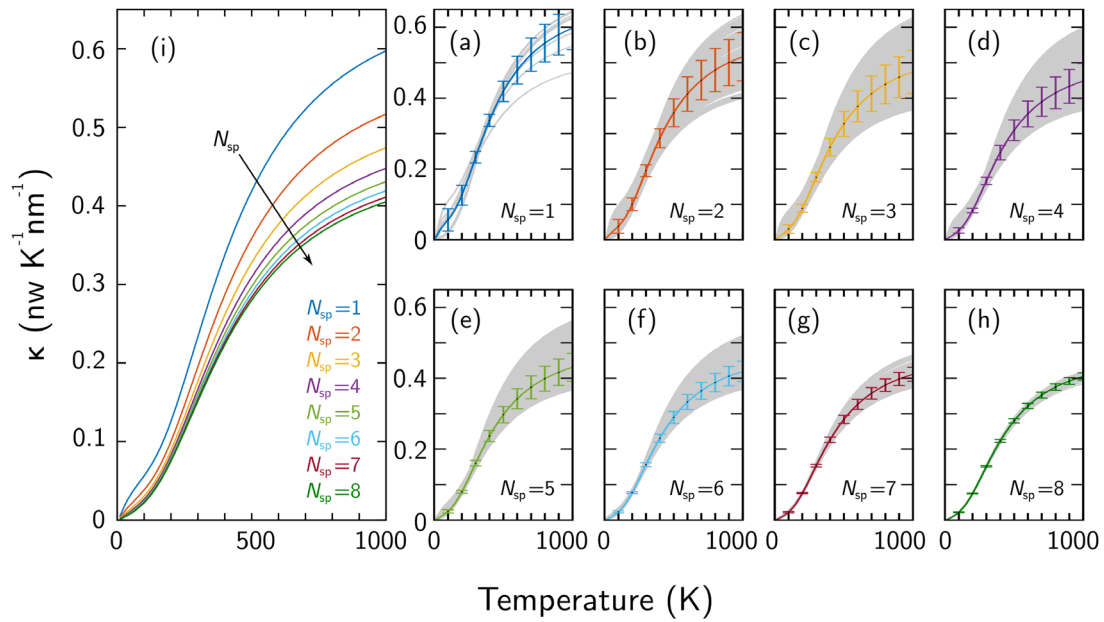 (i)
0.6
0.5
0.4
0.3
0.2
0.1
0
κ (nw K⁻¹nm⁻¹)
N_sp
N_sp=1
N_sp=2
N_sp=3
N_sp=4
N_sp=5
N_sp=6
N_sp=7
N_sp=8
0 500 1000
(a) (b) (c) (d)
0.6
0.4
0.2
0
N_sp=1 N_sp=2 N_sp=3 N_sp=4
(e) (f) (g) (h)
0.6
0.4
0.2
0
N_sp=5 N_sp=6 N_sp=7 N_sp=8
0 1000 0 1000 0 1000 0 1000
Temperature (K)